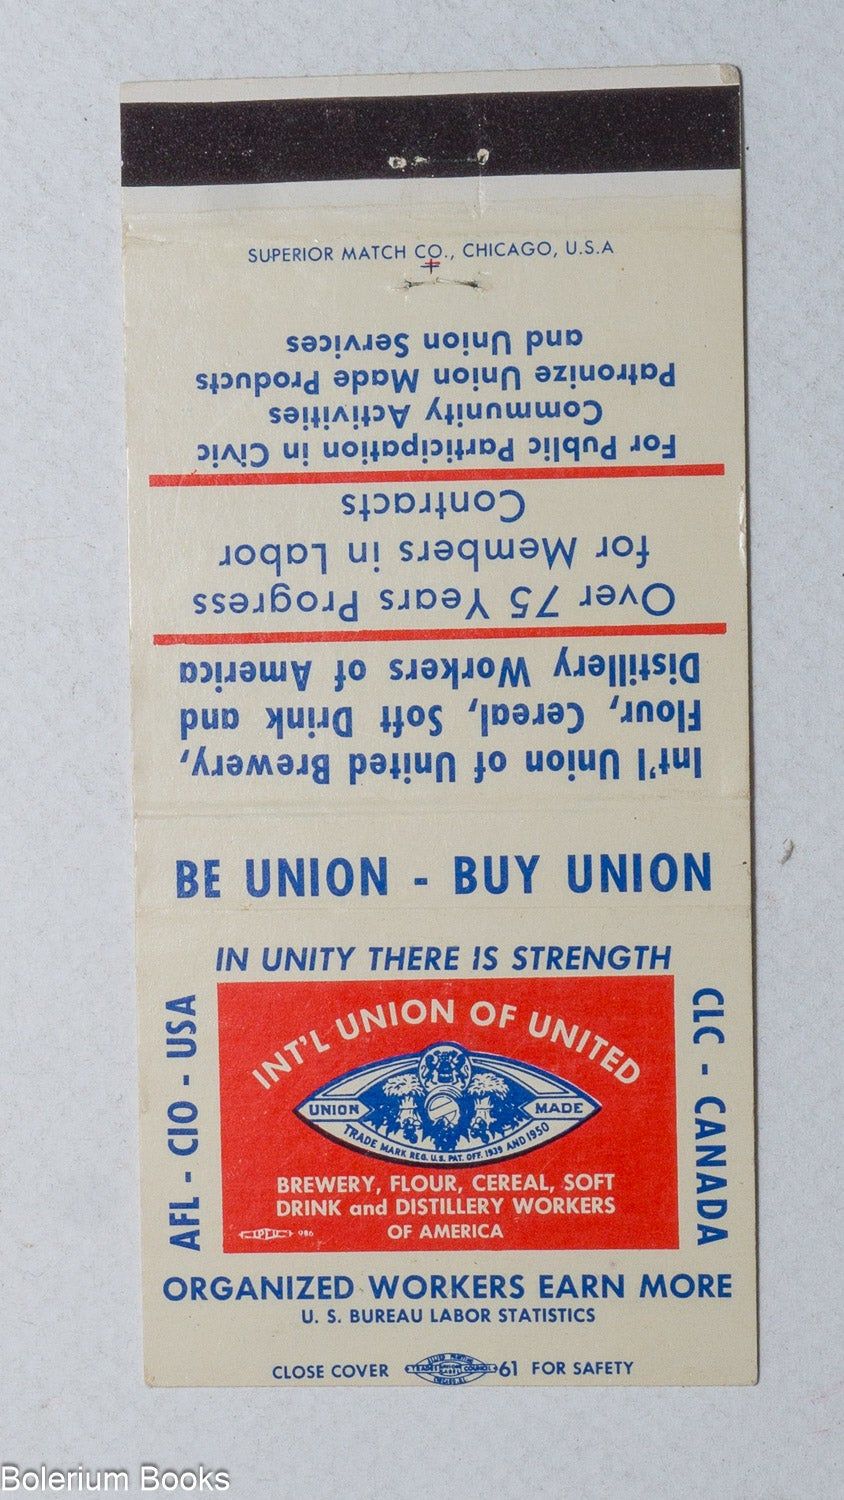 SUPERIOR MATCH CO., CHICAGO, U.S.A
Int'l Union of United Brewery,
Flour, Cereal, Soft Drink and
Distillery Workers of America
Over 75 Years Progress
for Members in Labor
Contracts
For Public Participation in Civic
Community Activities
Patronize Union Made Products
and Union Services
BE UNION - BUY UNION
IN UNITY THERE IS STRENGTH
AFL - CIO - USA
CLC - CANADA
INT'L UNION OF UNITED
UNION MADE
TRADE MARK REG. U.S. PAT. OFF. 1939 AND 1950
BREWERY, FLOUR, CEREAL, SOFT
DRINK and DISTILLERY WORKERS
OF AMERICA
986
ORGANIZED WORKERS EARN MORE
U. S. BUREAU LABOR STATISTICS
CLOSE COVER 61 FOR SAFETY
Bolerium Books